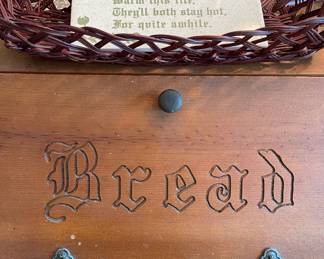 Warm this tile,
They'll both stay hot,
For quite awhile.
Bread